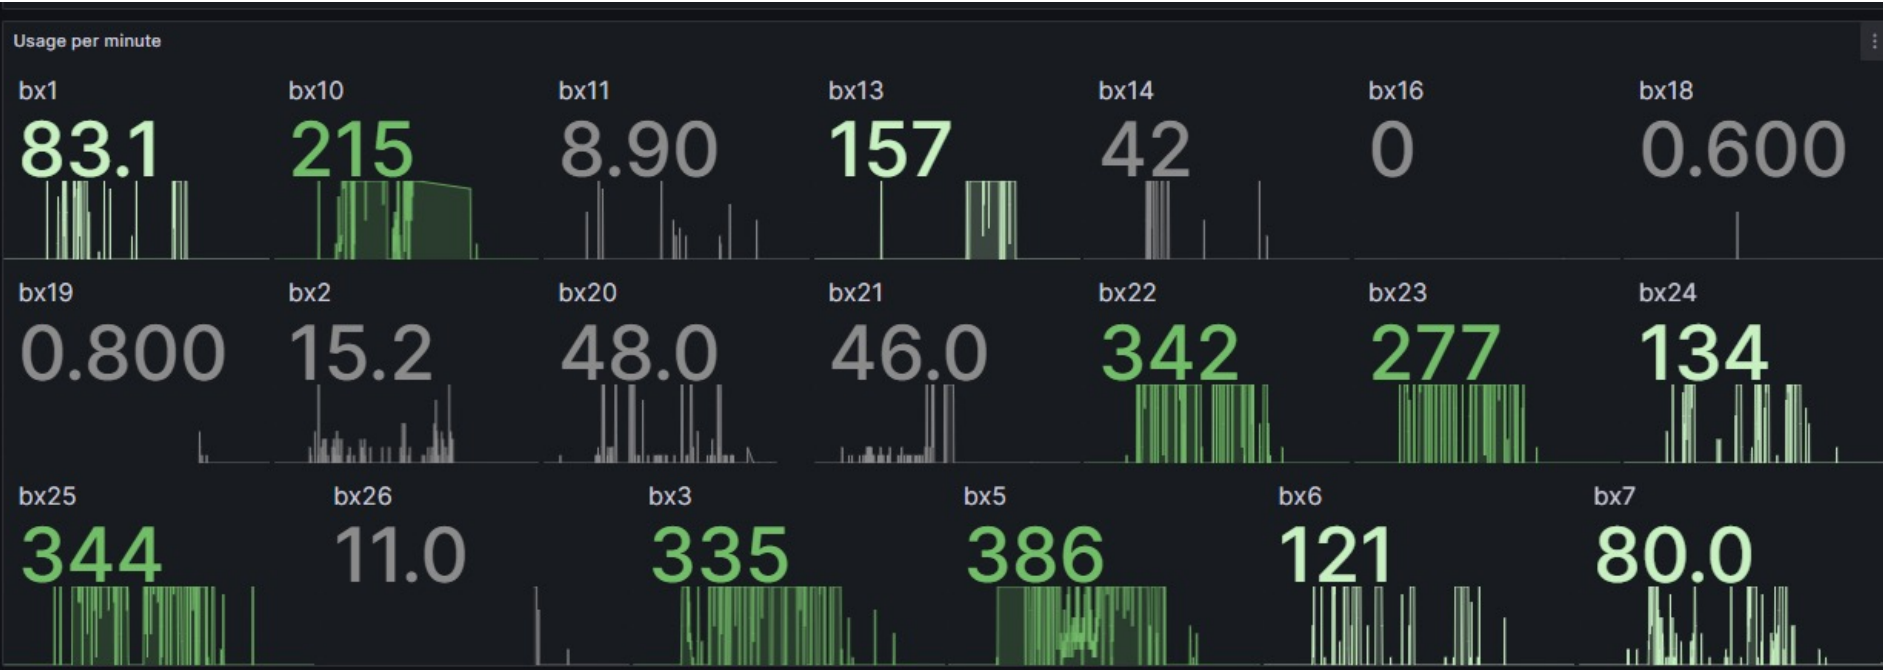 Usage per minute
bx1 bx10 bx11 bx13 bx14 bx16 bx18
83.1 215 8.90 157 42 0 0.600
bx19 bx2 bx20 bx21 bx22 bx23 bx24
0.800 15.2 48.0 46.0 342 277 134
bx25 bx26 bx3 bx5 bx6 bx7
344 11.0 335 386 121 80.0